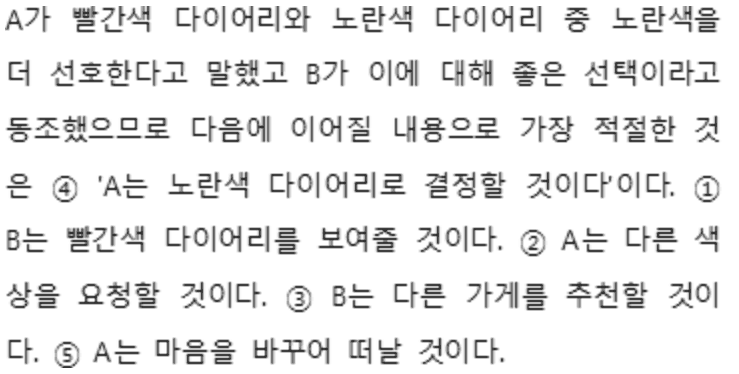 A가 빨간색 다이어리와 노란색 다이어리 중 노란색을
더 선호한다고 말했고 B가 이에 대해 좋은 선택이라고
동조했으므로 다음에 이어질 내용으로 가장 적절한 것
은 ④ 'A는 노란색 다이어리로 결정할 것이다'이다. ①
B는 빨간색 다이어리를 보여줄 것이다. ② A는 다른 색
상을 요청할 것이다. ③ B는 다른 가게를 추천할 것이
다. ⑤ A는 마음을 바꾸어 떠날 것이다.